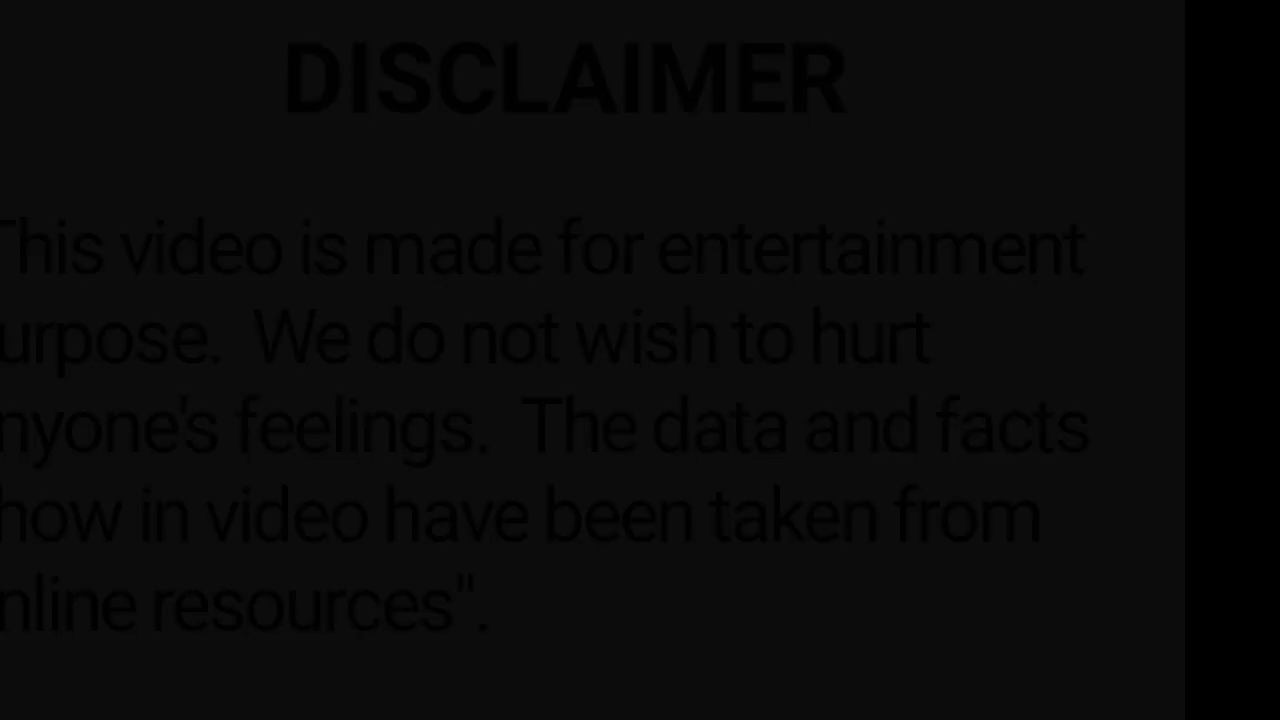 DISCLAIMER
This video is made for entertainment
urpose. We do not wish to hurt
nyone's feelings. The data and facts
how in video have been taken from
nline resources".